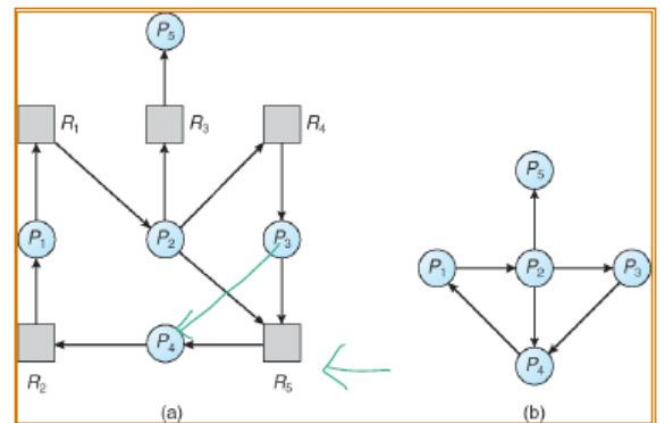 P₅
R₁ R₃ R₄
P₅
P₁ P₂ P₃
P₁ P₂ P₃
P₄
R₂ R₅
P₄
(a) (b)